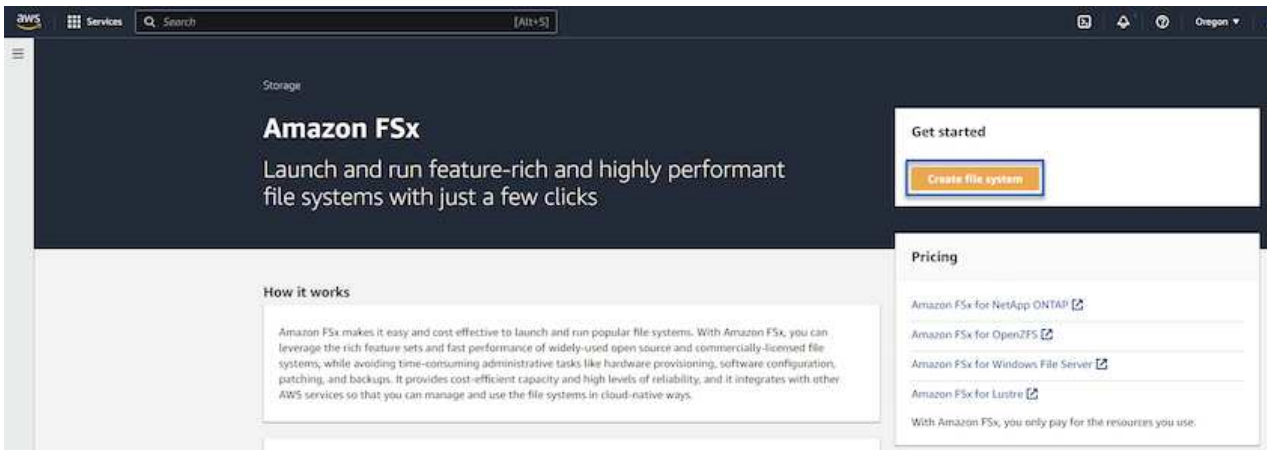 aws
Services
Search
[Alt+S]
Oregon
Storage
Amazon FSx
Launch and run feature-rich and highly performant
file systems with just a few clicks
Get started
Create file system
Pricing
Amazon FSx for NetApp ONTAP
Amazon FSx for OpenZFS
Amazon FSx for Windows File Server
Amazon FSx for Lustre
With Amazon FSx, you only pay for the resources you use.
How it works
Amazon FSx makes it easy and cost effective to launch and run popular file systems. With Amazon FSx, you can
leverage the rich feature sets and fast performance of widely-used open source and commercially-licensed file
systems, while avoiding time-consuming administrative tasks like hardware provisioning, software configuration,
patching, and backups. It provides cost-efficient capacity and high levels of reliability, and it integrates with other
AWS services so that you can manage and use the file systems in cloud-native ways.